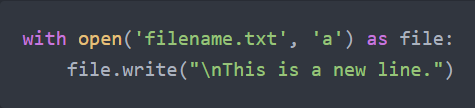 with open('filename.txt', 'a') as file:
    file.write("\nThis is a new line.")